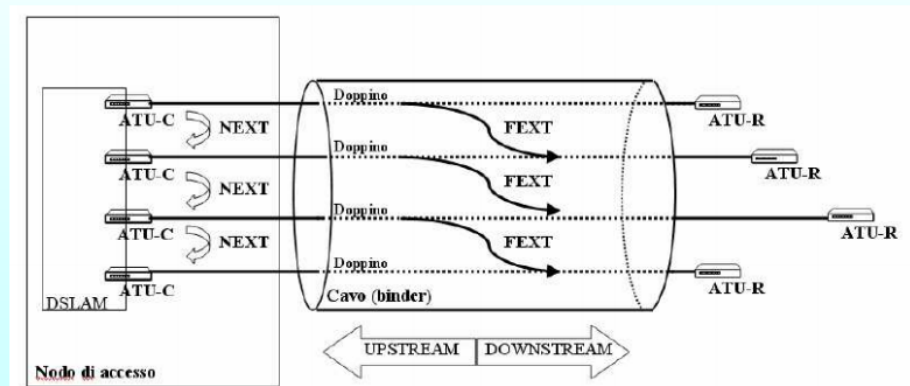 Doppino
ATU-C
NEXT
FEXT
ATU-R
Doppino
ATU-C
NEXT
FEXT
ATU-R
Doppino
ATU-C
NEXT
FEXT
ATU-R
Doppino
ATU-C
ATU-R
DSLAM
Cavo (binder)
UPSTREAM
DOWNSTREAM
Nodo di accesso